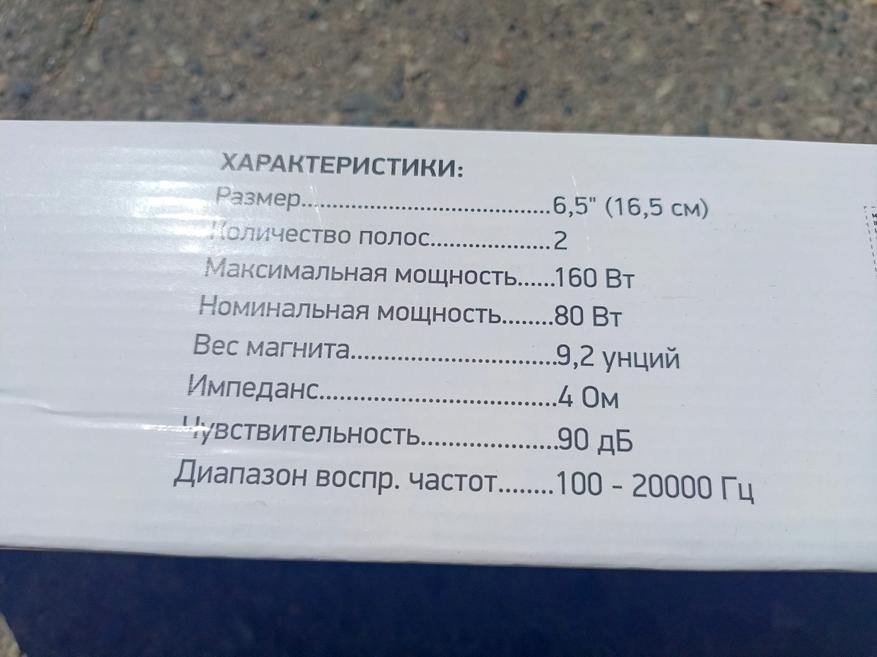 ХАРАКТЕРИСТИКИ:
Размер......................................6,5" (16,5 см)
Количество полос..................2
Максимальная мощность......160 Вт
Номинальная мощность........80 Вт
Вес магнита................................9,2 унций
Импеданс.....................................4 Ом
Чувствительность.....................90 дБ
Диапазон воспр. частот........100 - 20000 Гц